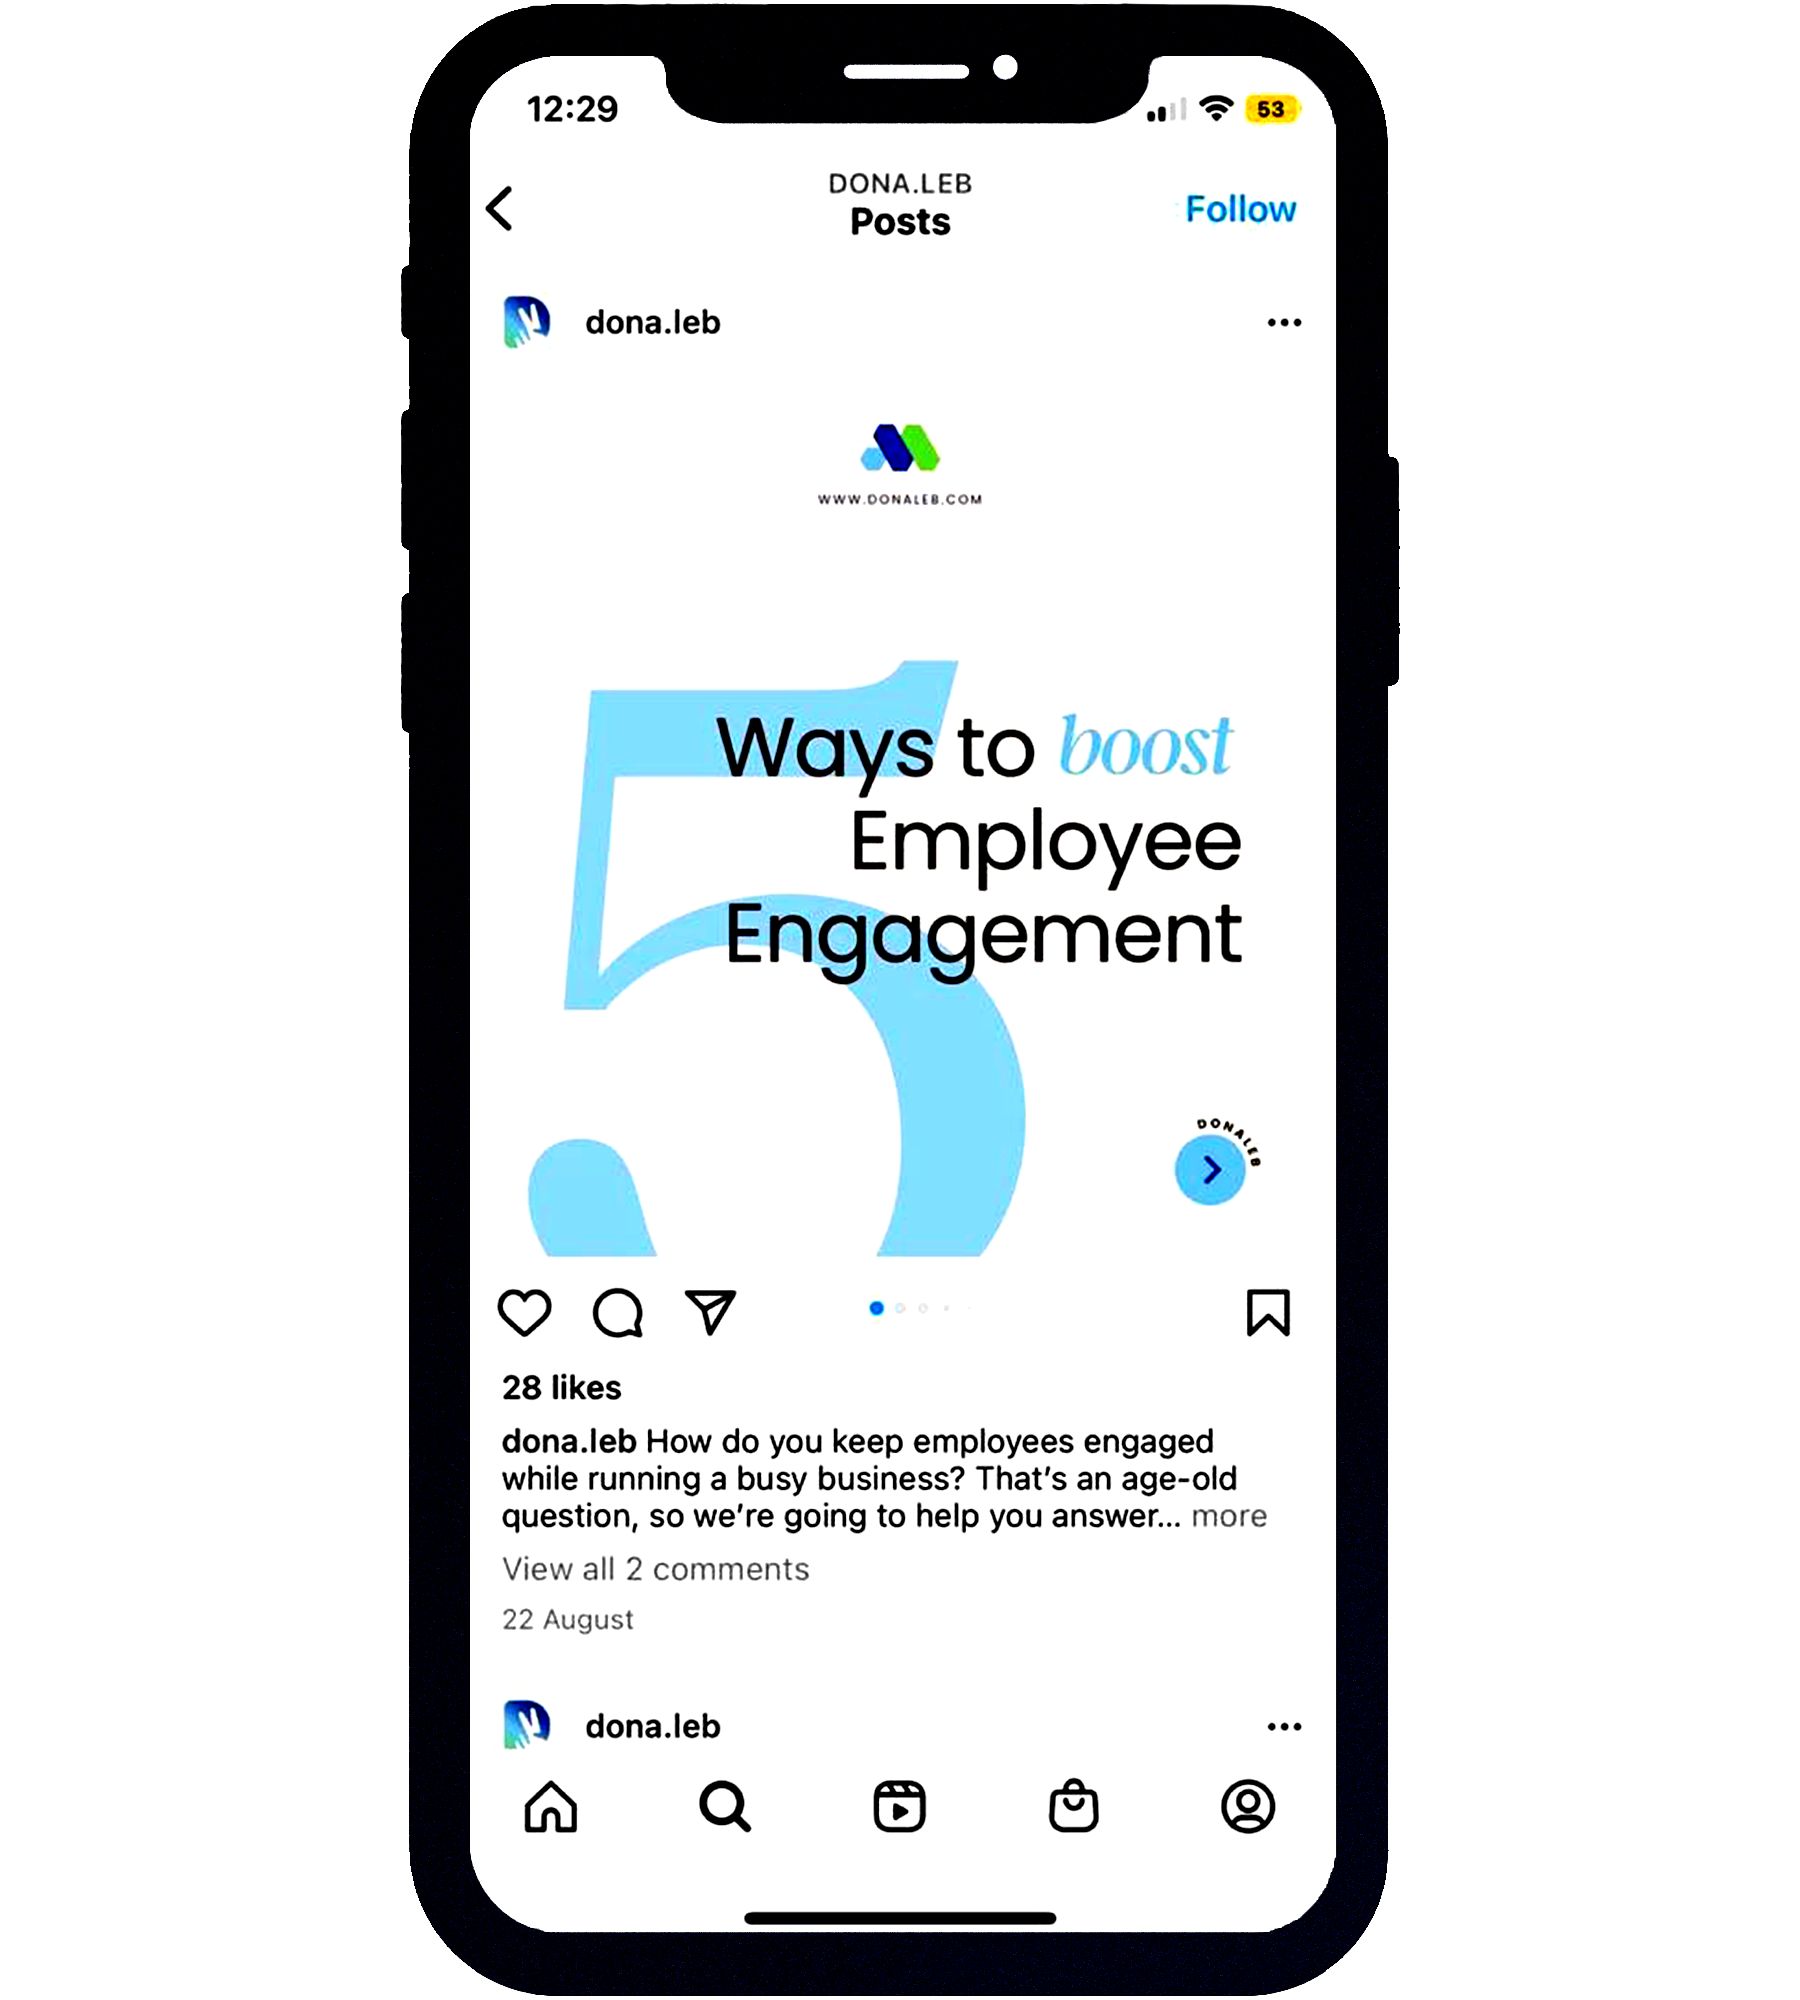 12:29
53
DONA.LEB
Posts
Follow
dona.leb
WWW.DONALEB.COM
5
Ways to boost
Employee
Engagement
DONALEB
28 likes
dona.leb How do you keep employees engaged
while running a busy business? That’s an age-old
question, so we’re going to help you answer... more
View all 2 comments
22 August
dona.leb